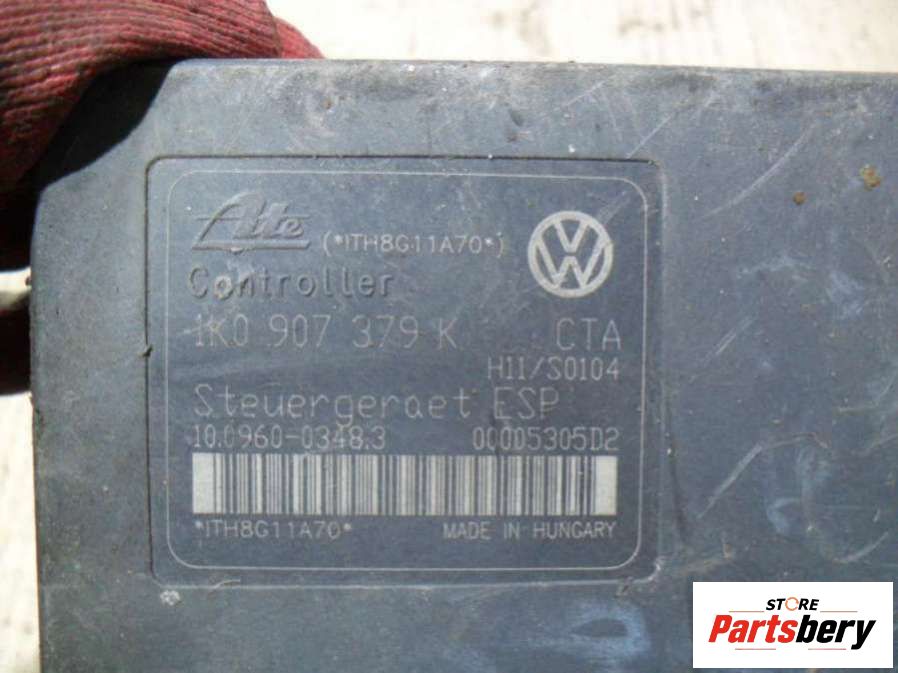 Ate (*ITH8G11A70*)
Controller
1K0 907 379 K CTA
H11/S0104
Steuergeraet ESP
10.0960-0348.3 00005305D2
*ITH8G11A70* MADE IN HUNGARY
STORE
Partsbery